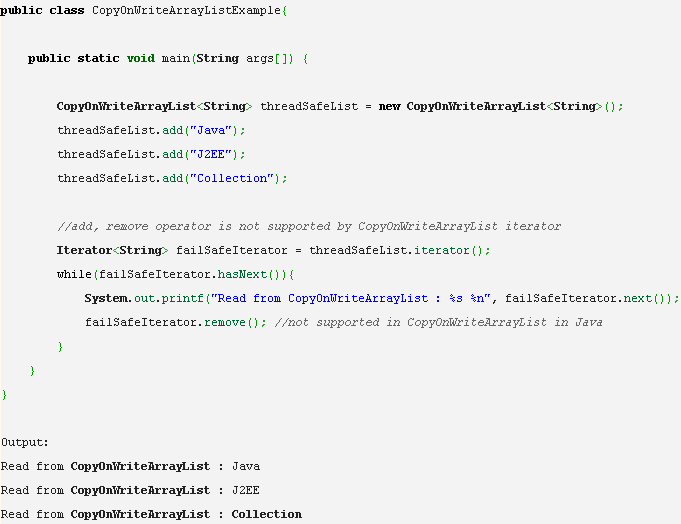 public class CopyOnWriteArrayListExample{
public static void main(String args[]) {
CopyOnWriteArrayList<String> threadSafeList = new CopyOnWriteArrayList<String>();
threadSafeList.add("Java");
threadSafeList.add("J2EE");
threadSafeList.add("Collection");
//add, remove operator is not supported by CopyOnWriteArrayList iterator
Iterator<String> failSafeIterator = threadSafeList.iterator();
while(failSafeIterator.hasNext()){
System.out.printf("Read from CopyOnWriteArrayList : %s %n", failSafeIterator.next());
failSafeIterator.remove(); //not supported in CopyOnWriteArrayList in Java
}
}
}
Output:
Read from CopyOnWriteArrayList : Java
Read from CopyOnWriteArrayList : J2EE
Read from CopyOnWriteArrayList : Collection